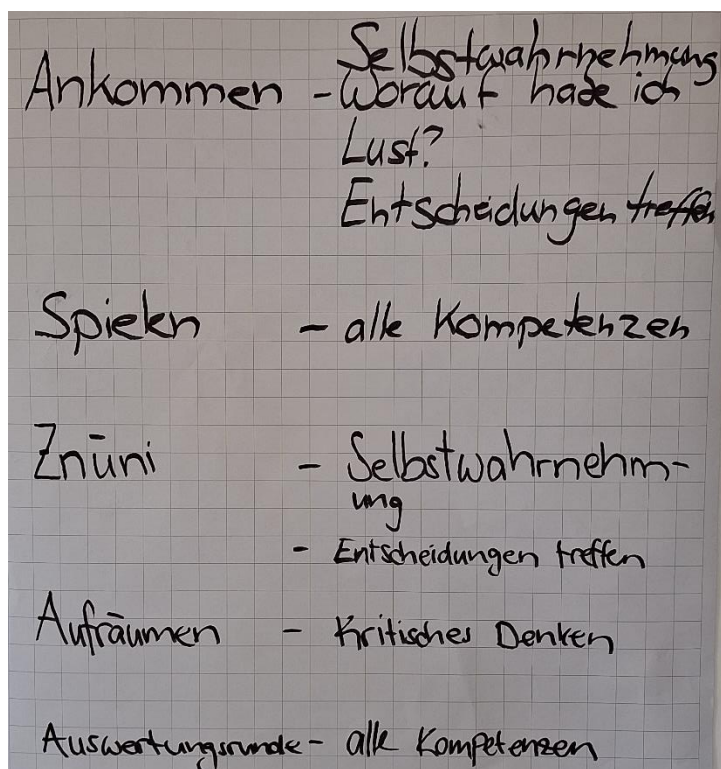 Selbstwahrnehmung
Ankommen - Worauf habe ich
Lust?
Entscheidungen treffen
Spielen - alle Kompetenzen
Znüni - Selbstwahrnehm-
ung
- Entscheidungen treffen
Aufräumen - Kritisches Denken
Auswertungsrunde - alle Kompetenzen